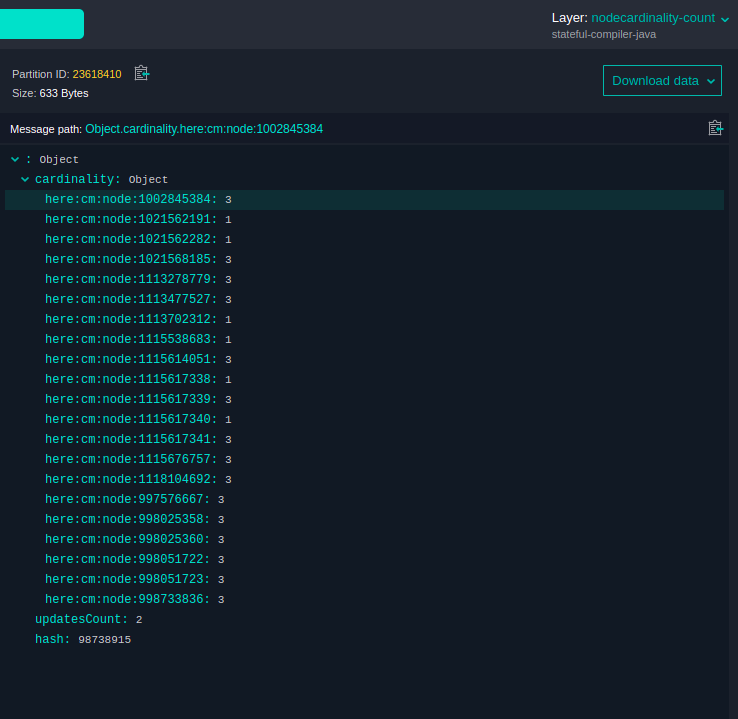 Layer: nodecardinality-count
stateful-compiler-java
Partition ID: 23618410
Size: 633 Bytes
Download data
Message path: Object.cardinality.here:cm:node:1002845384
: Object
cardinality: Object
here:cm:node:1002845384: 3
here:cm:node:1021562191: 1
here:cm:node:1021562282: 1
here:cm:node:1021568185: 3
here:cm:node:1113278779: 3
here:cm:node:1113477527: 3
here:cm:node:1113702312: 1
here:cm:node:1115538683: 1
here:cm:node:1115614051: 3
here:cm:node:1115617338: 1
here:cm:node:1115617339: 3
here:cm:node:1115617340: 1
here:cm:node:1115617341: 3
here:cm:node:1115676757: 3
here:cm:node:1118104692: 3
here:cm:node:997576667: 3
here:cm:node:998025358: 3
here:cm:node:998025360: 3
here:cm:node:998051722: 3
here:cm:node:998051723: 3
here:cm:node:998733836: 3
updatesCount: 2
hash: 98738915